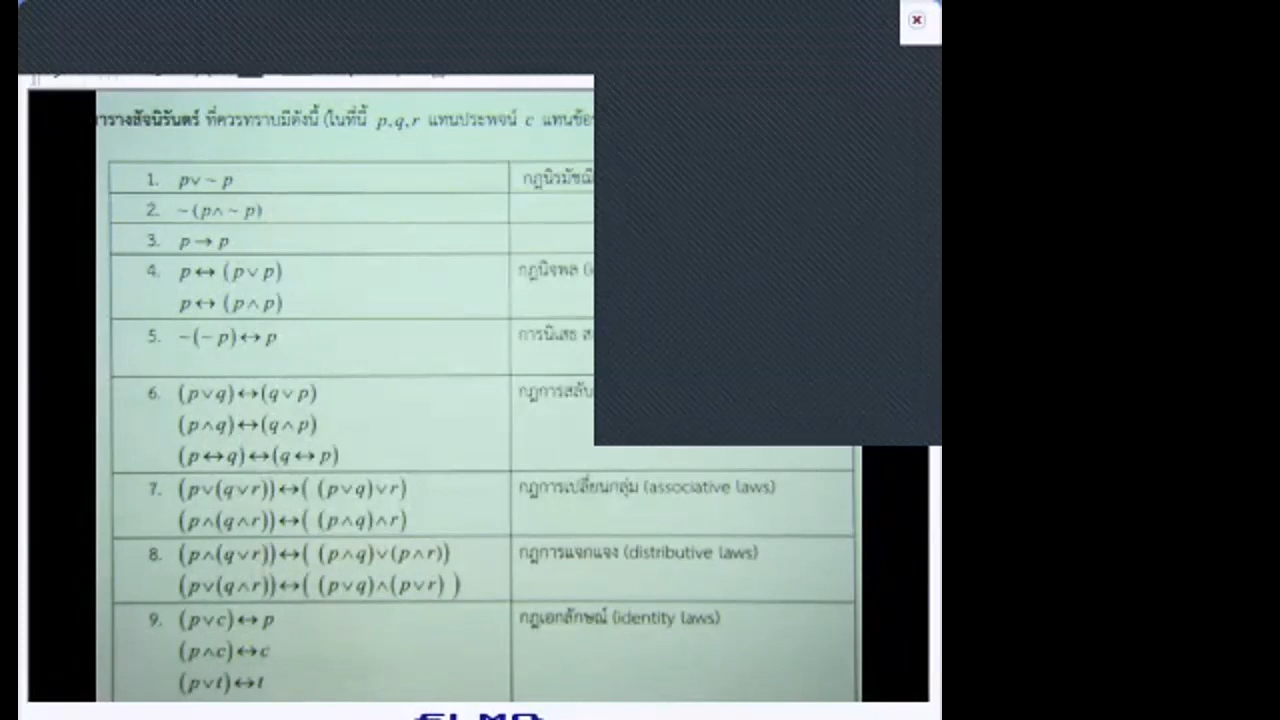 ตารางสัจนิรันดร์ ที่ควรทราบมีดังนี้ (ในที่นี้ p,q,r แทนประพจน์ c แทนข้อ
1. p∨~p กฎนิรมัชฌิม
2. ~(p∧~p)
3. p→p
4. p↔(p∨p) กฎนิจพล
p↔(p∧p)
5. ~(~p)↔p การนิเสธ
6. (p∨q)↔(q∨p) กฎการสลับ
(p∧q)↔(q∧p)
(p↔q)↔(q↔p)
7. (p∨(q∨r))↔( (p∨q)∨r) กฎการเปลี่ยนกลุ่ม (associative laws)
(p∧(q∧r))↔( (p∧q)∧r)
8. (p∧(q∨r))↔( (p∧q)∨(p∧r)) กฎการแจกแจง (distributive laws)
(p∨(q∧r))↔( (p∨q)∧(p∨r) )
9. (p∨c)↔p กฎเอกลักษณ์ (identity laws)
(p∧c)↔c
(p∨t)↔t
ELMO